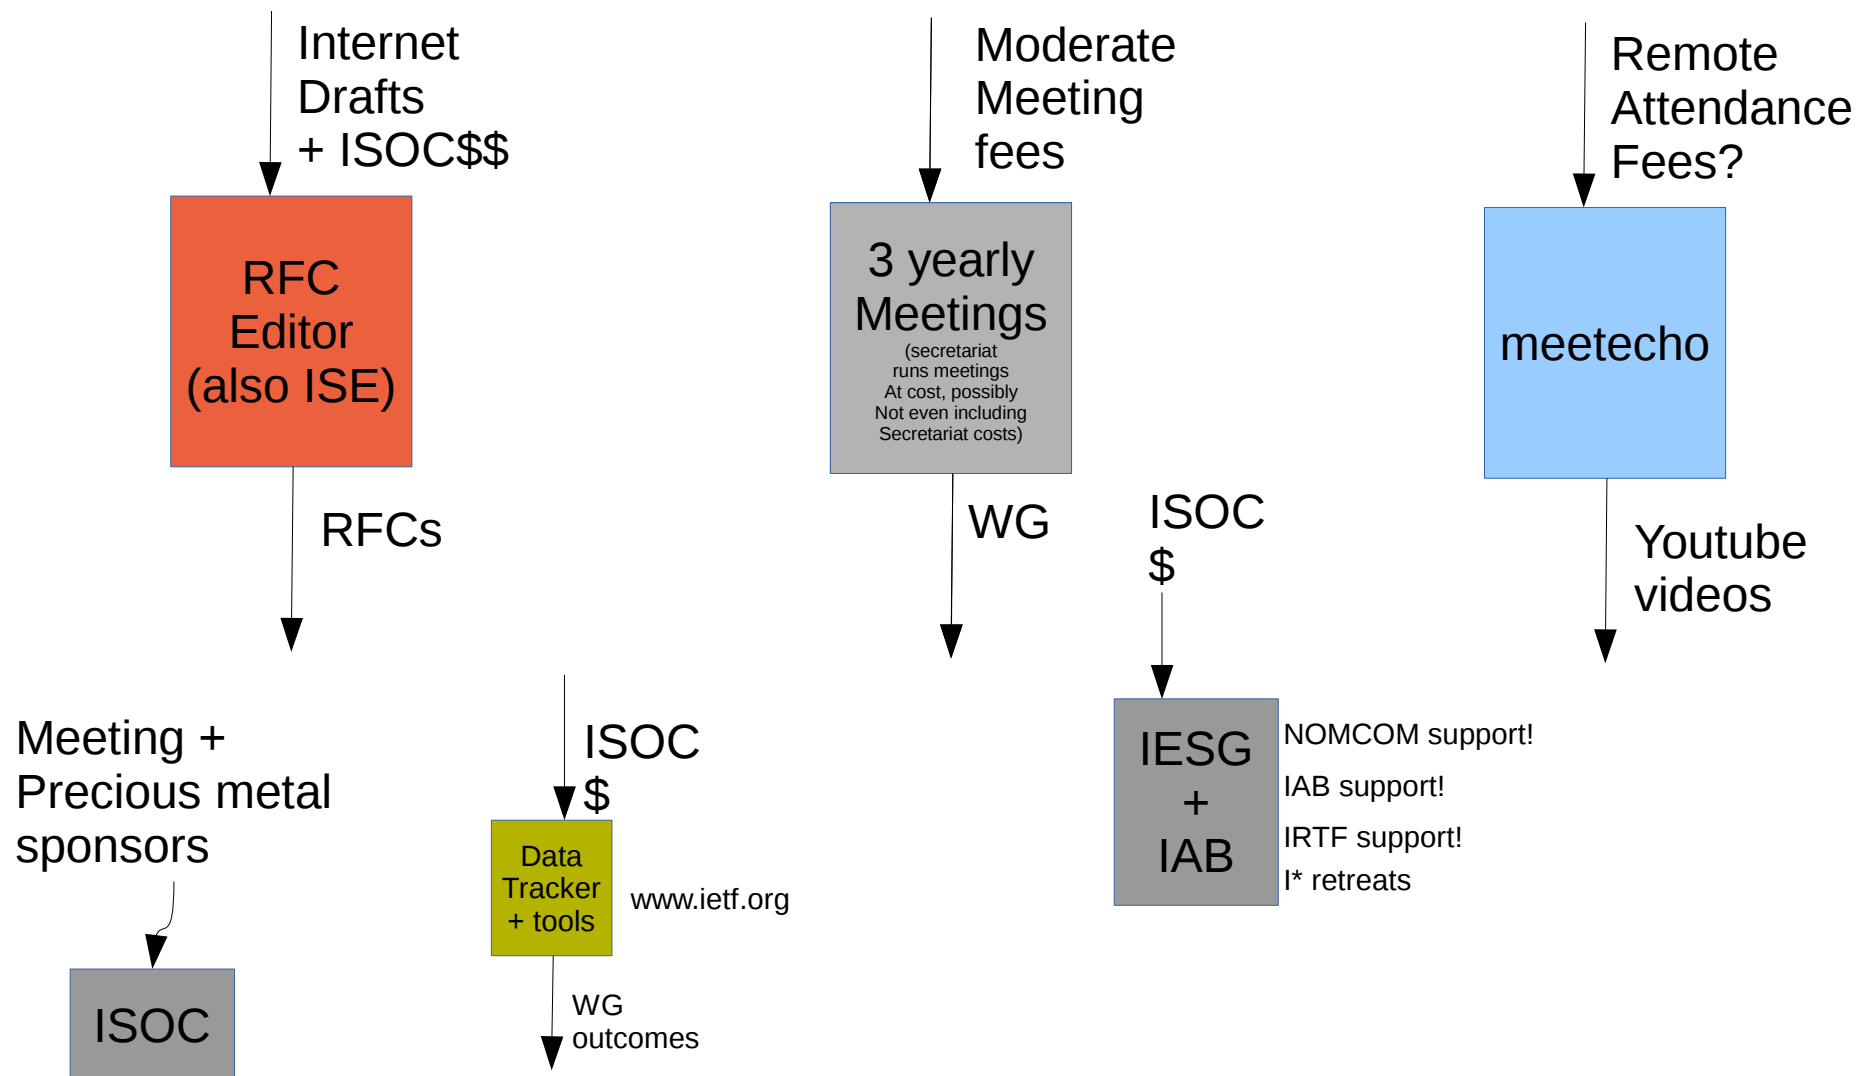 Internet
Drafts
+ ISOC$$
RFC
Editor
(also ISE)
RFCs
Moderate
Meeting
fees
3 yearly
Meetings
(secretariat
runs meetings
At cost, possibly
Not even including
Secretariat costs)
WG
Remote
Attendance
Fees?
meetecho
Youtube
videos
Meeting +
Precious metal
sponsors
ISOC
ISOC
$
Data
Tracker
+ tools
www.ietf.org
WG
outcomes
ISOC
$
IESG
+
IAB
NOMCOM support!
IAB support!
IRTF support!
I* retreats